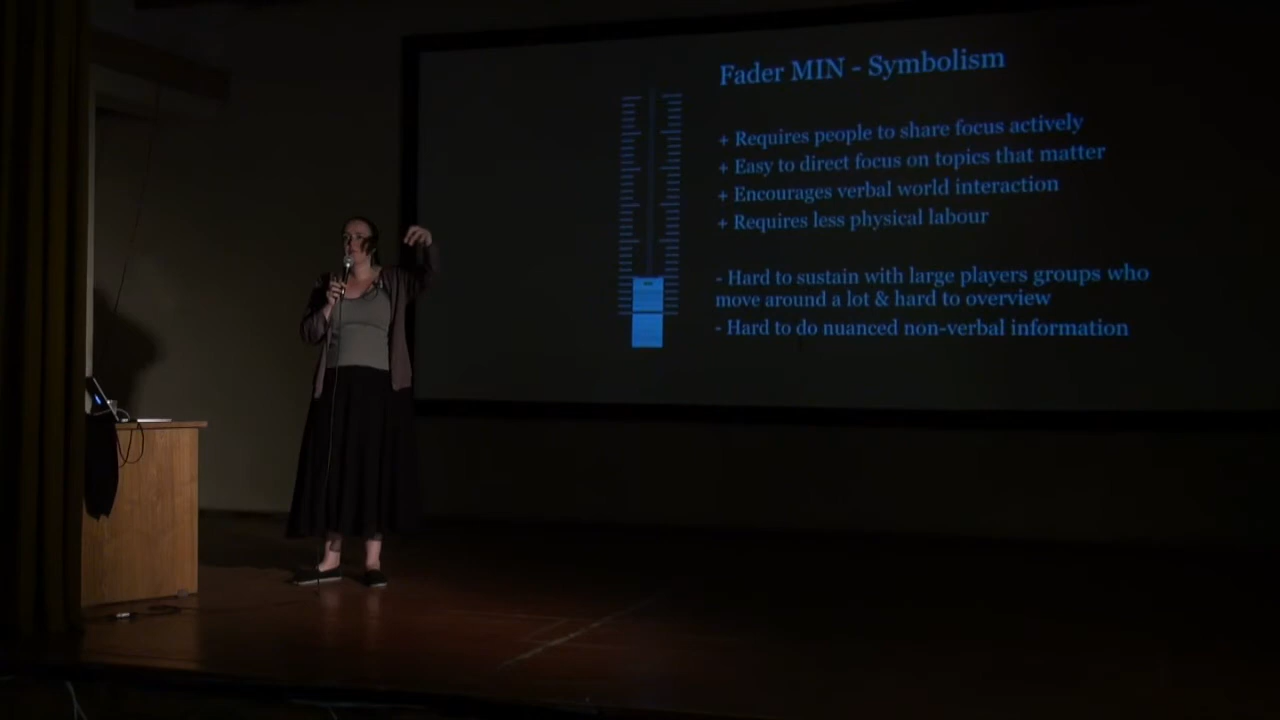 Fader MIN - Symbolism
+ Requires people to share focus actively
+ Easy to direct focus on topics that matter
+ Encourages verbal world interaction
+ Requires less physical labour
- Hard to sustain with large players groups who
move around a lot & hard to overview
- Hard to do nuanced non-verbal information